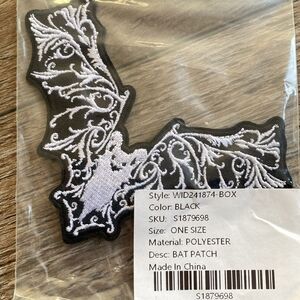 Style: WID241874-BOX
Color: BLACK
SKU: S1879698
Size: ONE SIZE
Material: POLYESTER
Desc: BAT PATCH
Made In China
S1879698